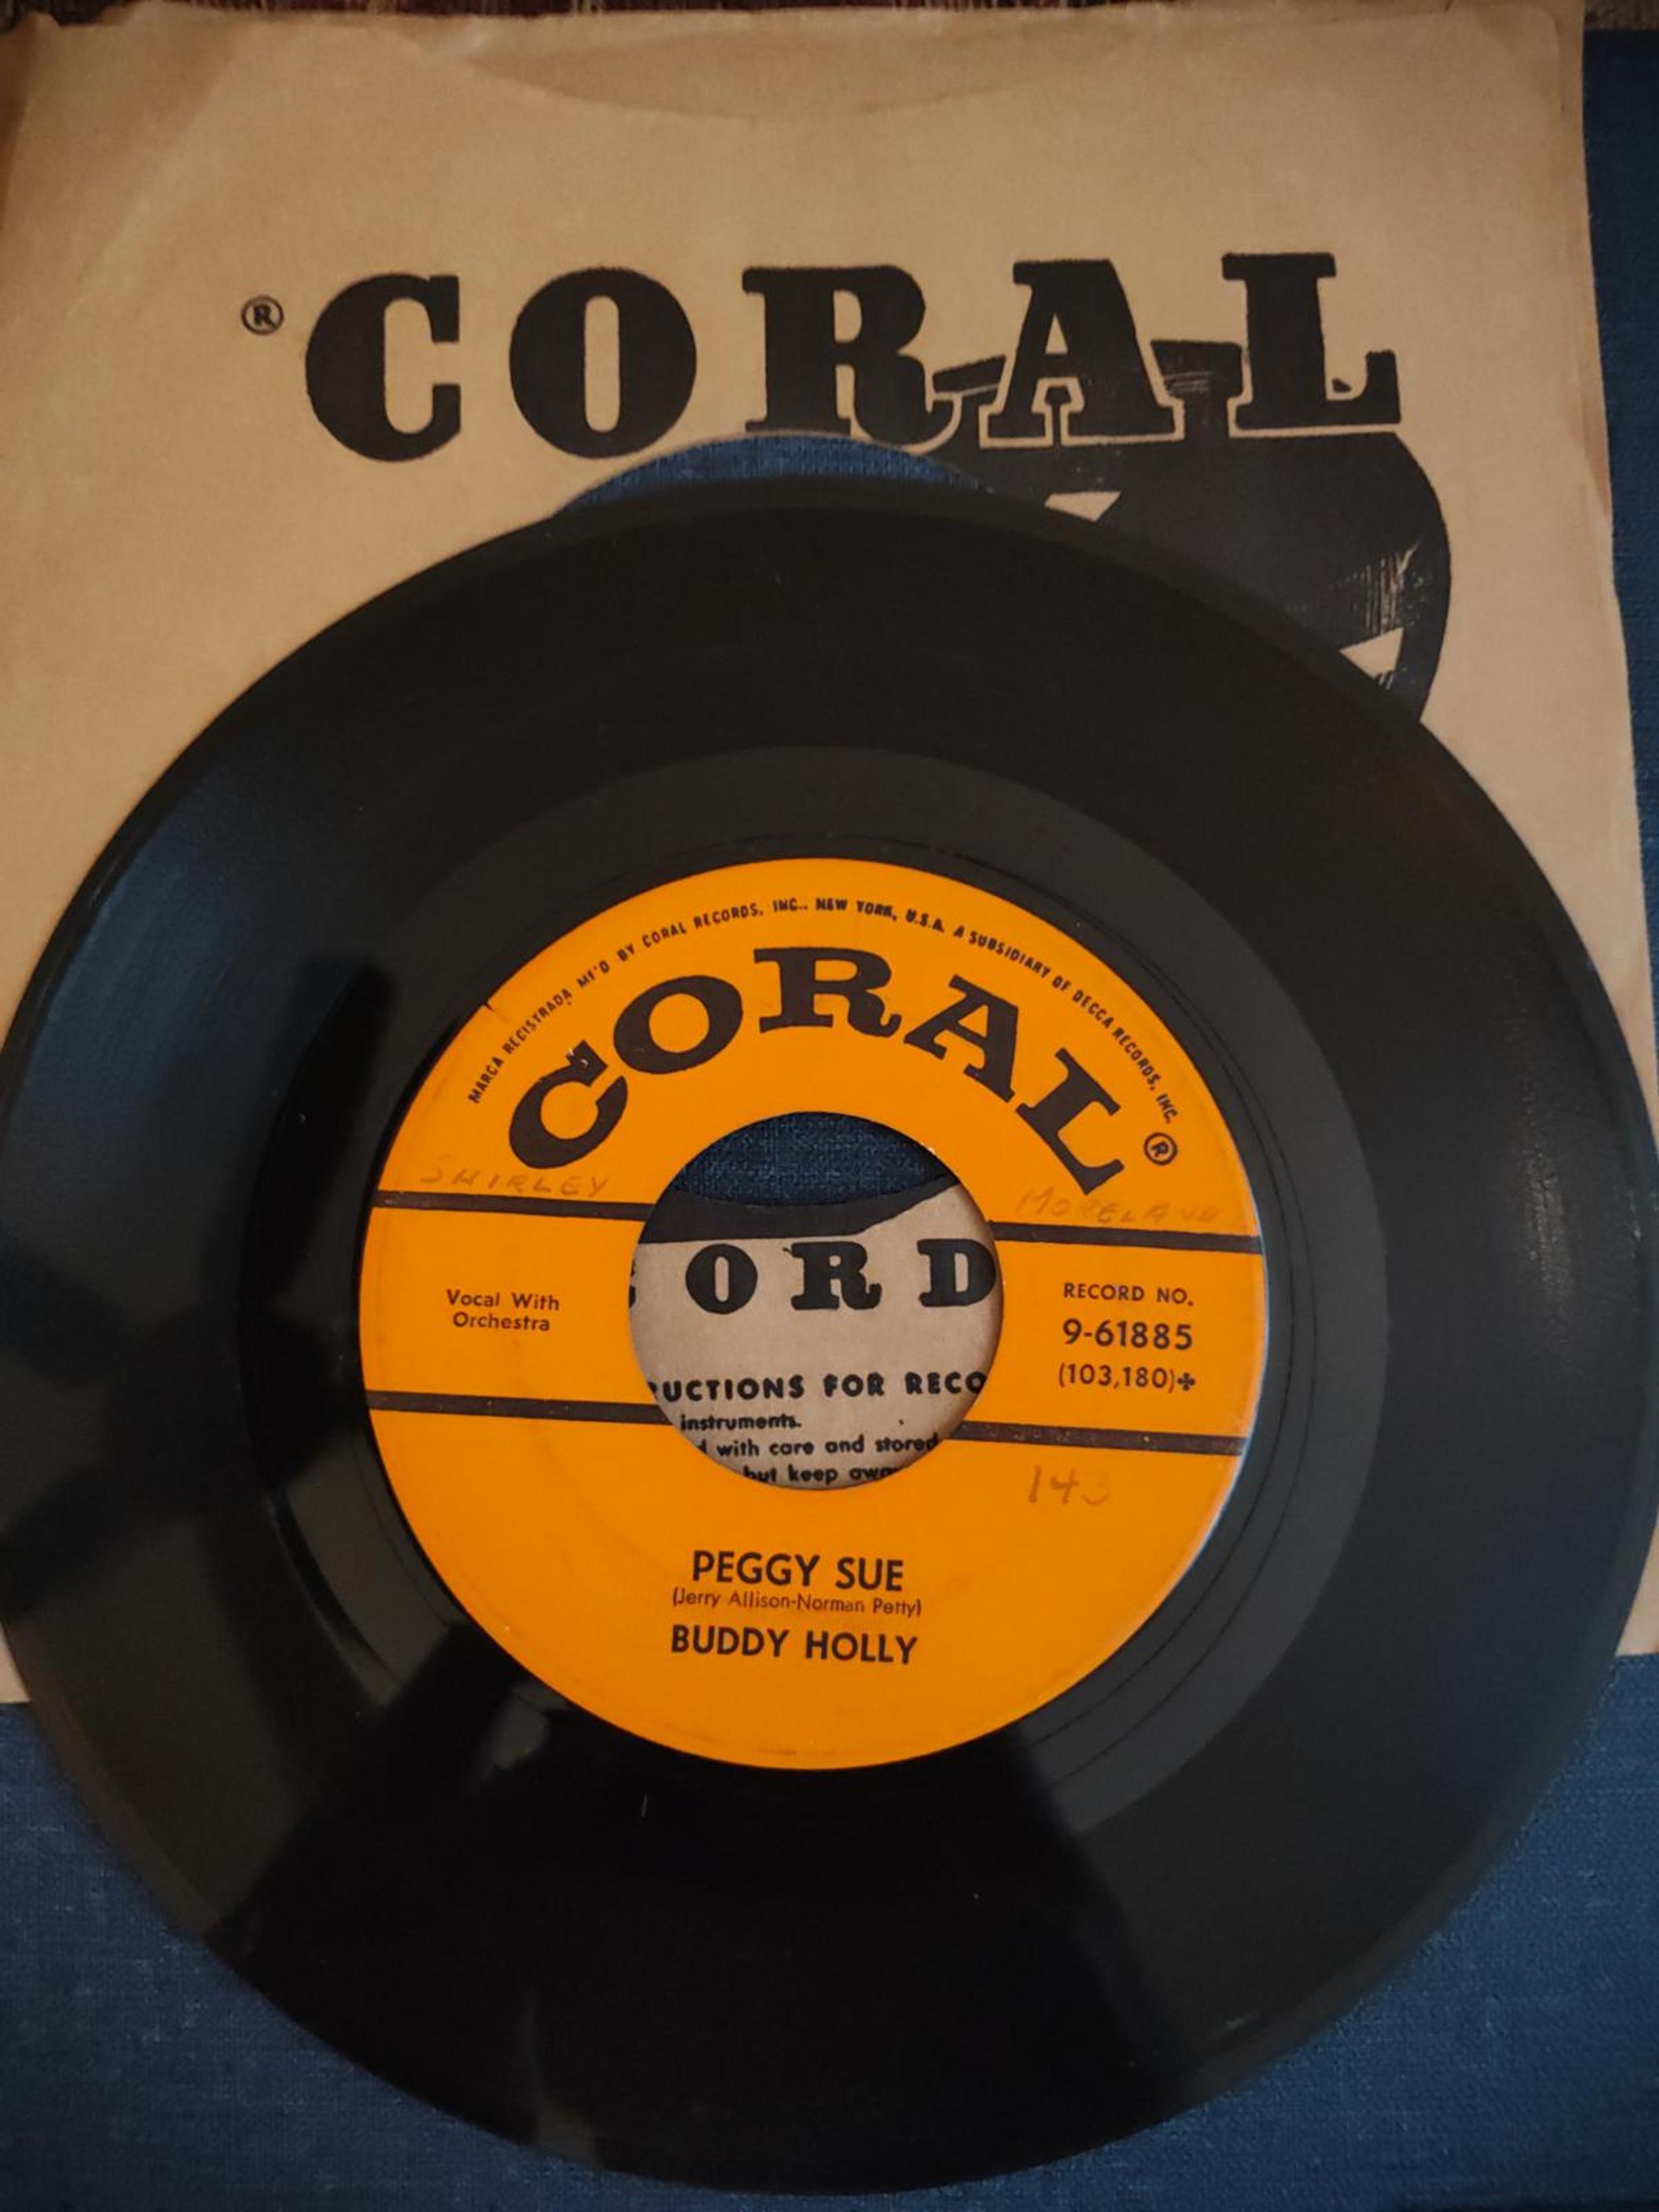 ® CORAL
MARCA REGISTRADA MF'D BY CORAL RECORDS, INC., NEW YORK, U.S.A. A SUBSIDIARY OF DECCA RECORDS, INC.
CORAL ®
SHIRLEY MORELAND
ORD
Vocal With
Orchestra
RECORD NO.
9-61885
(103,180)✤
UCTIONS FOR RECO
instruments.
with care and stored
but keep awa
143
PEGGY SUE
(Jerry Allison-Norman Petty)
BUDDY HOLLY